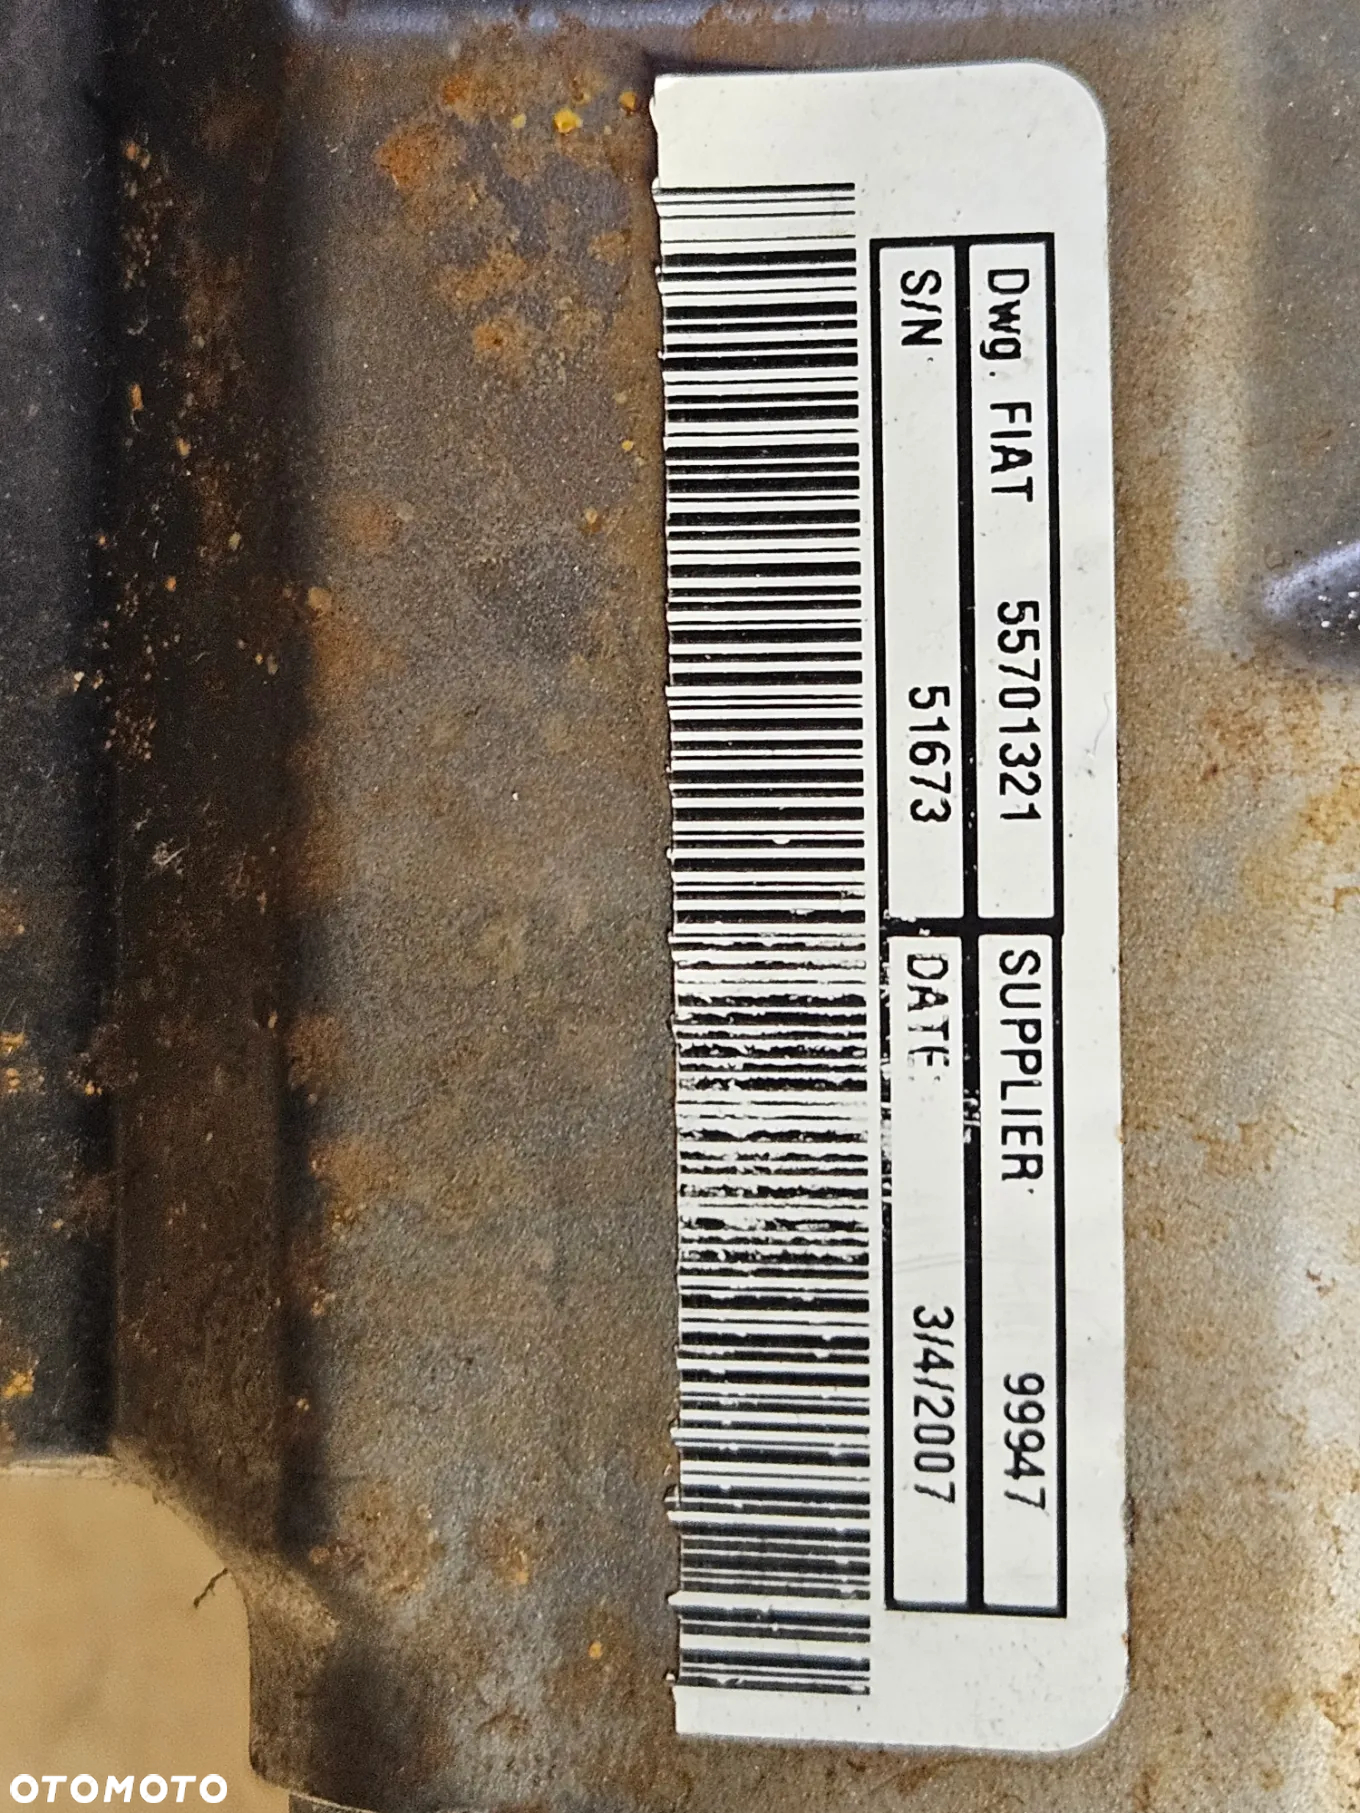 Dwg. FIAT 55701321 SUPPLIER 99947
S/N 51673 DATE 3/4/2007
OTOMOTO